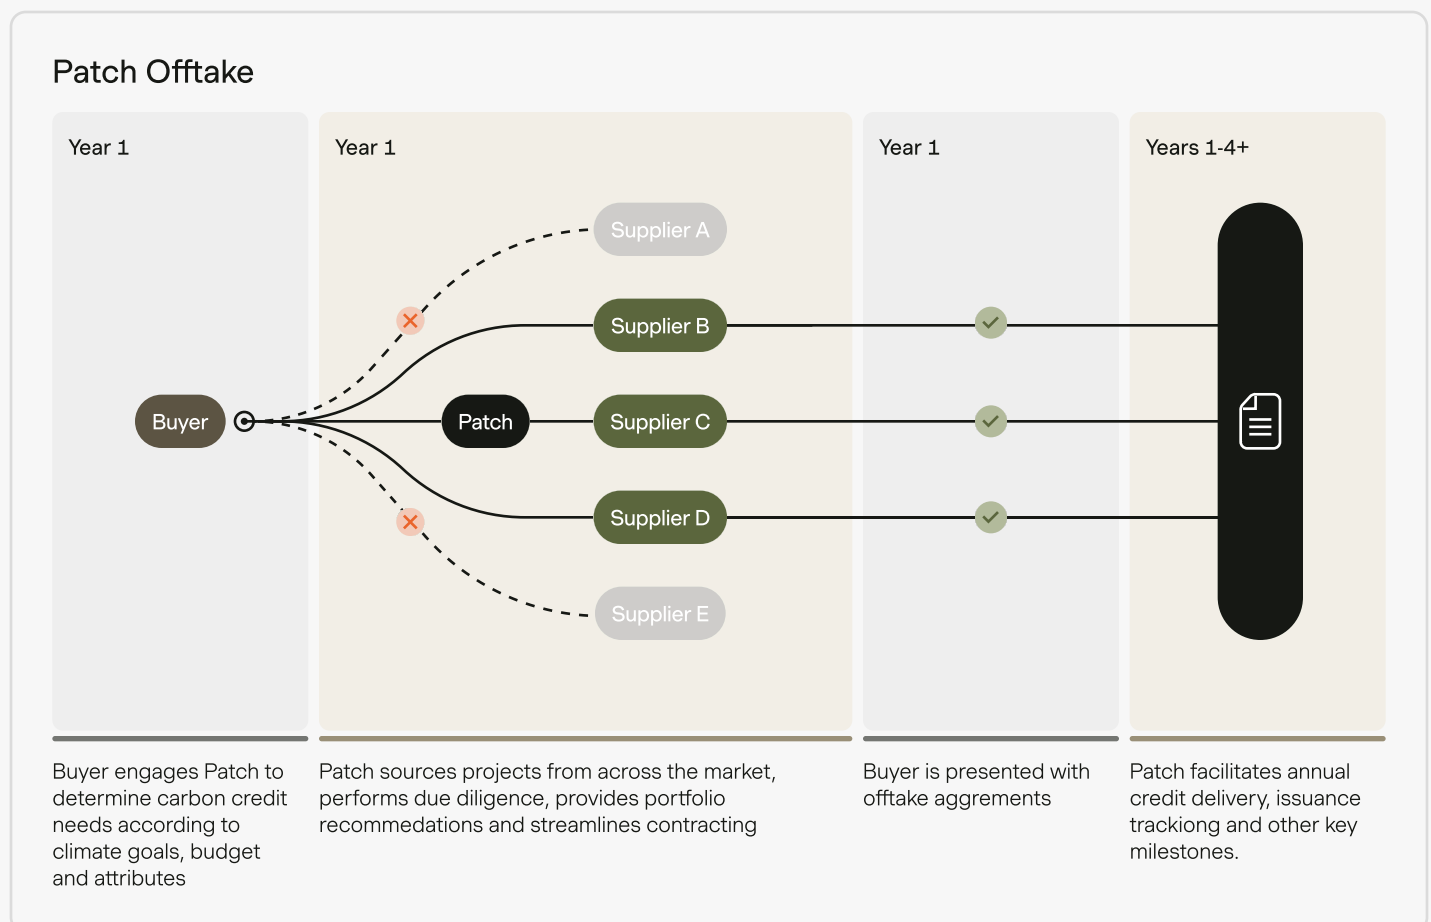 Patch Offtake
Year 1
Year 1
Year 1
Years 1-4+
Supplier A
Supplier B
Buyer
Patch
Supplier C
Supplier D
Supplier E
Buyer engages Patch to
determine carbon credit
needs according to
climate goals, budget
and attributes
Patch sources projects from across the market,
performs due diligence, provides portfolio
recommedations and streamlines contracting
Buyer is presented with
offtake aggrements
Patch facilitates annual
credit delivery, issuance
trackiong and other key
milestones.